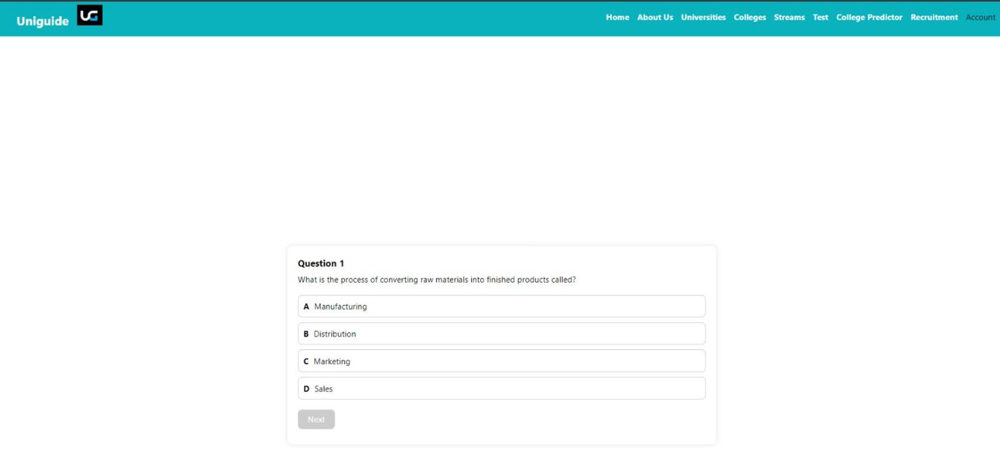 Uniguide UG
Home About Us Universities Colleges Streams Test College Predictor Recruitment Account
Question 1
What is the process of converting raw materials into finished products called?
A Manufacturing
B Distribution
C Marketing
D Sales
Next